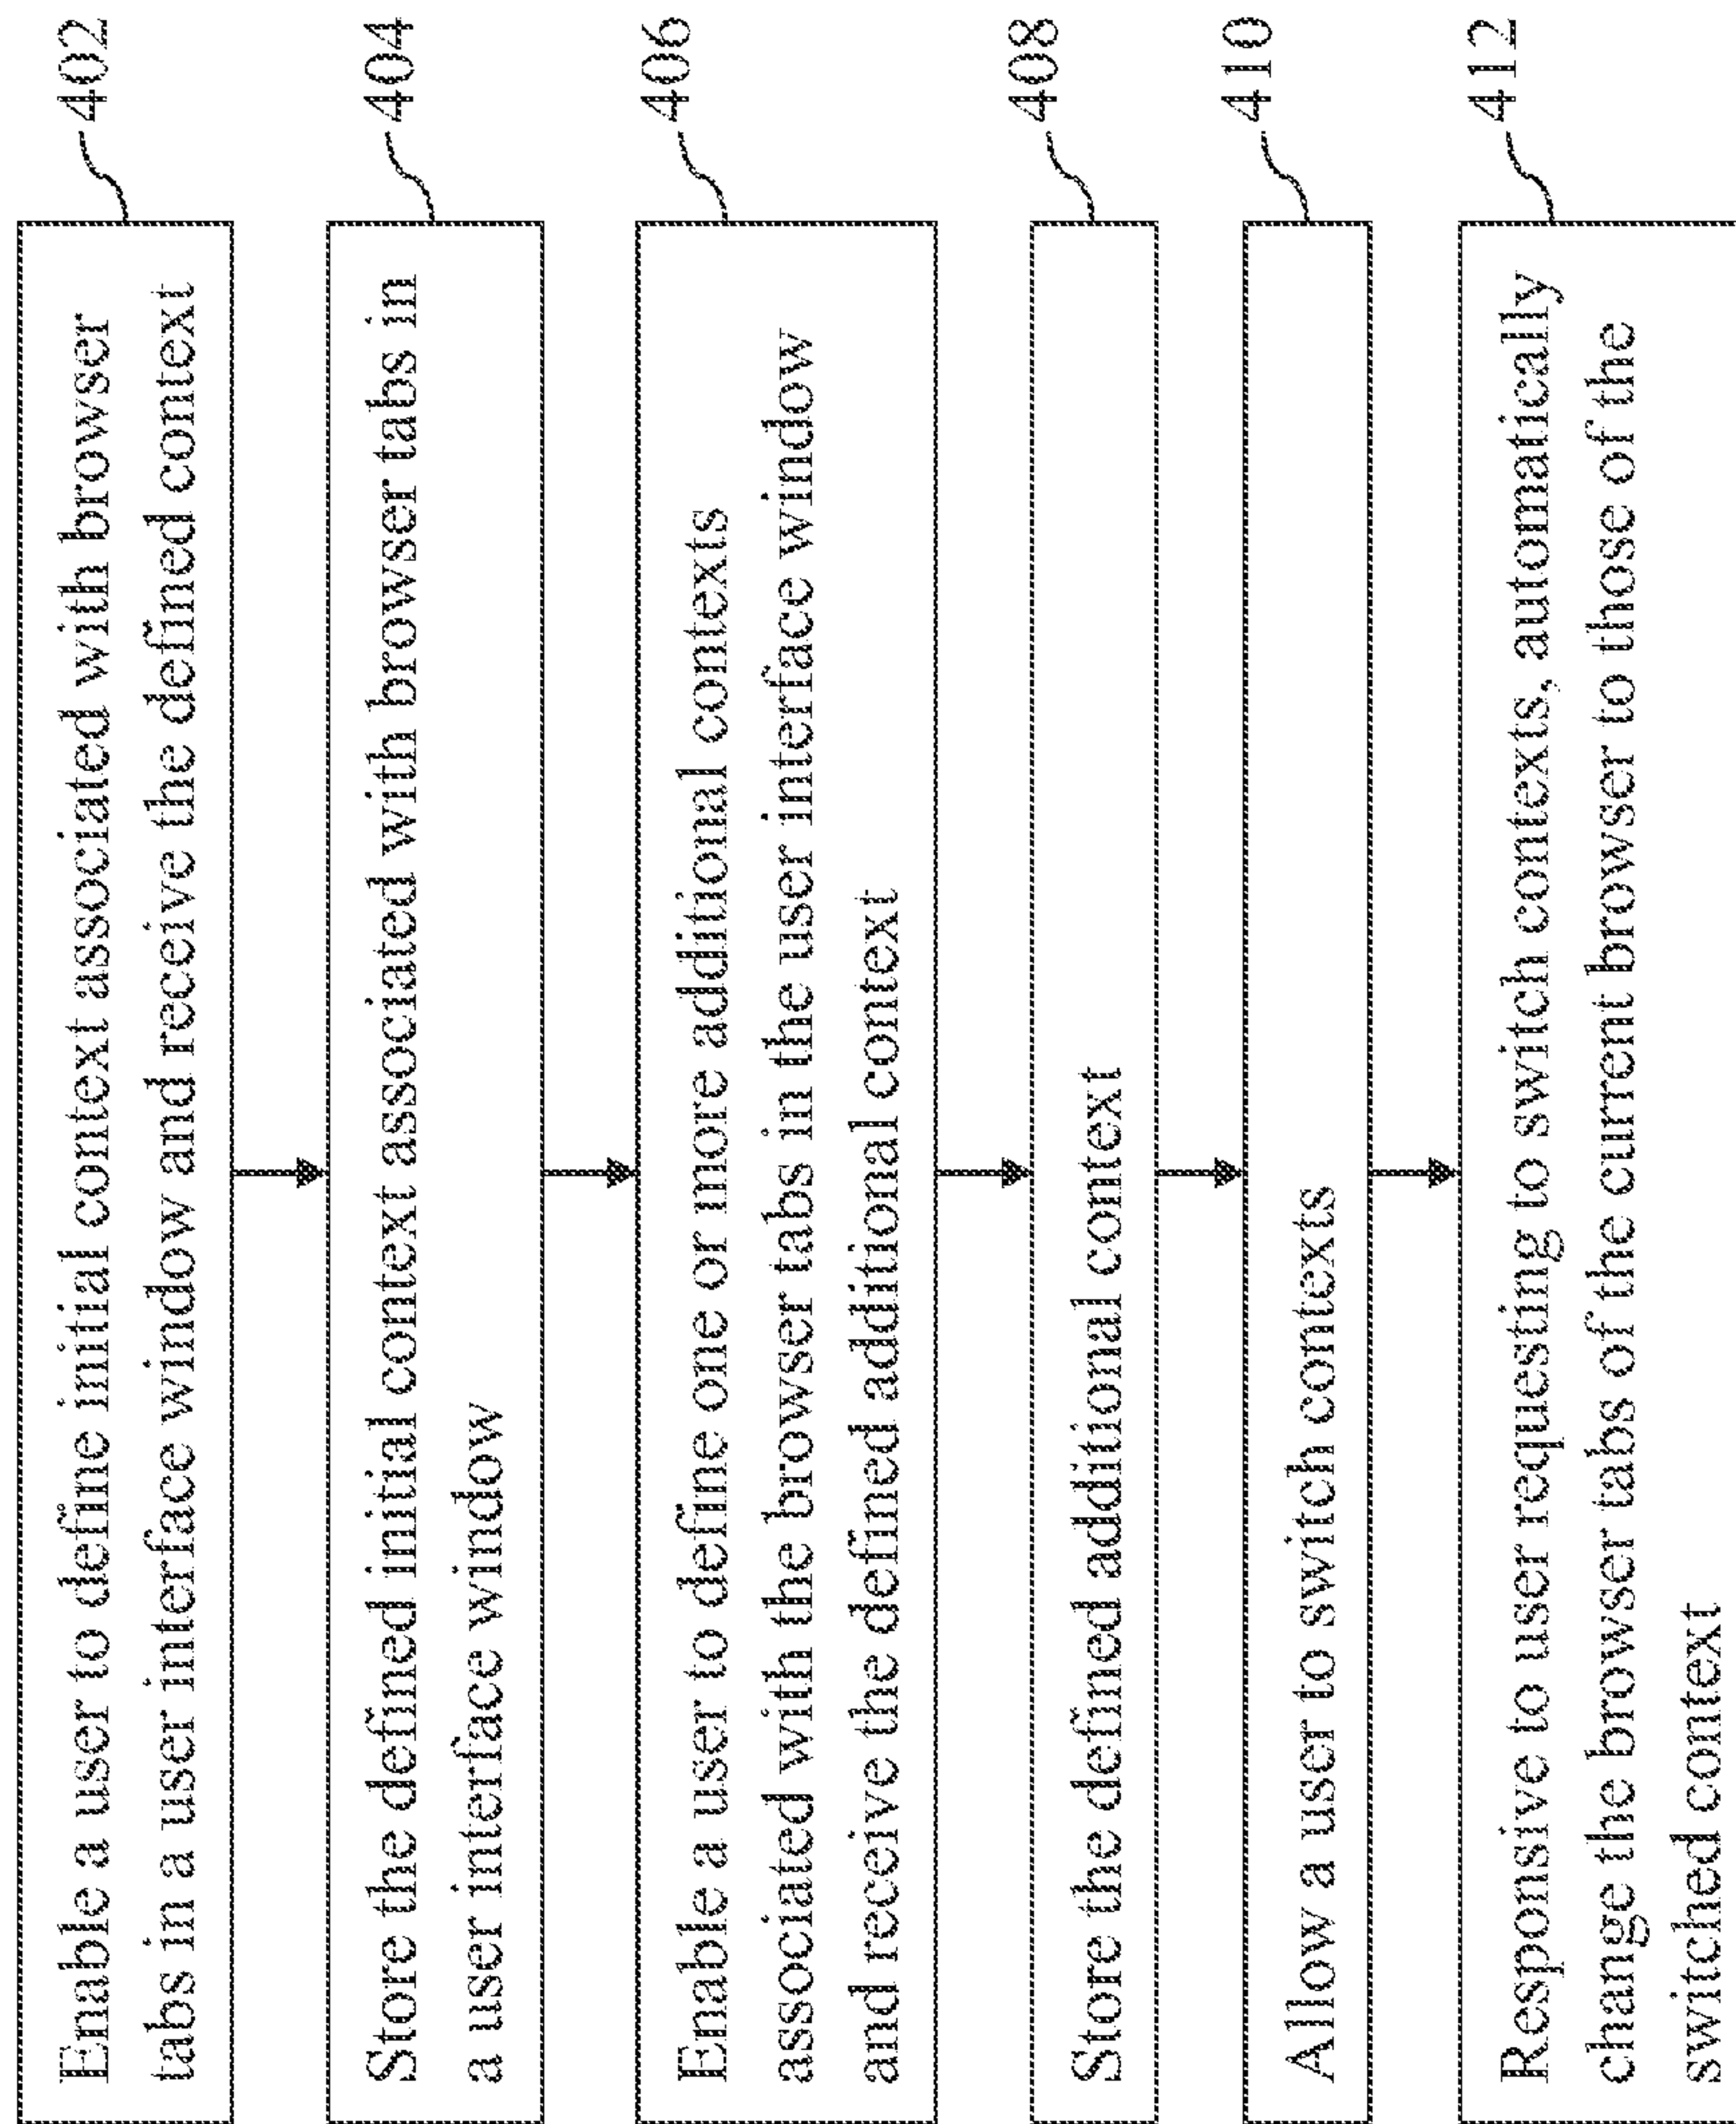 Enable a user to define initial context associated with browser
tabs in a user interface window and receive the defined context
402
Store the defined initial context associated with browser tabs in
a user interface window
404
Enable a user to define one or more additional contexts
associated with the browser tabs in the user interface window
and receive the defined additional context
406
Store the defined additional context
408
Allow a user to switch contexts
410
Responsive to user requesting to switch contexts, automatically
change the browser tabs of the current browser to those of the
switched context
412